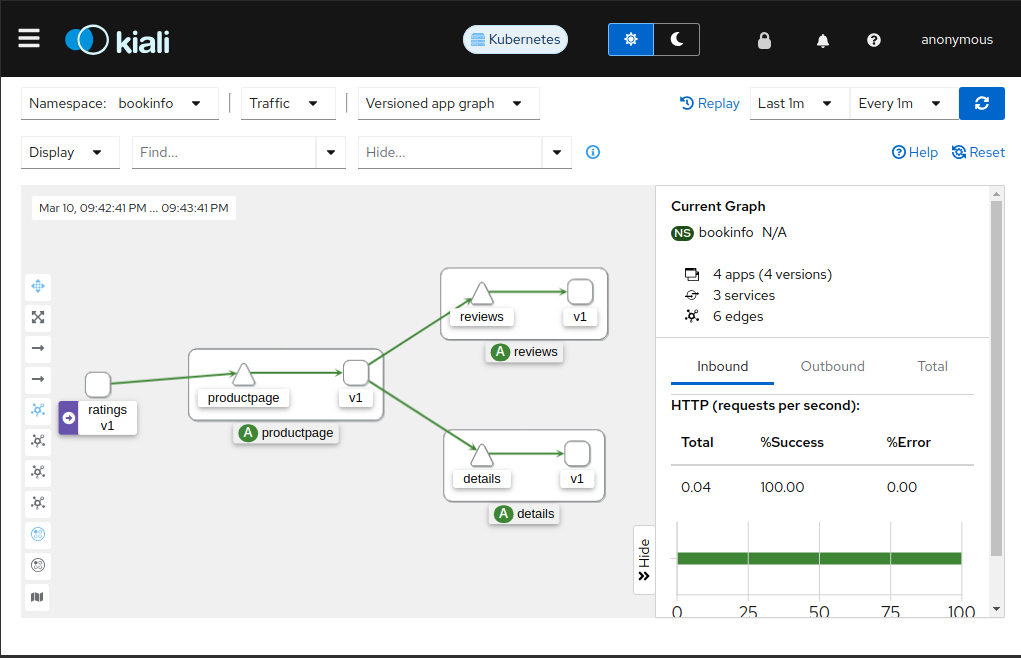 kiali
Kubernetes
anonymous
Namespace: bookinfo
Traffic
Versioned app graph
Replay
Last 1m
Every 1m
Display
Find...
Hide...
Help
Reset
Mar 10, 09:42:41 PM ... 09:43:41 PM
ratings
v1
productpage
v1
A productpage
reviews
v1
A reviews
details
v1
A details
Hide
Current Graph
NS bookinfo N/A
4 apps (4 versions)
3 services
6 edges
Inbound Outbound Total
HTTP (requests per second):
Total %Success %Error
0.04 100.00 0.00
0 25 50 75 100